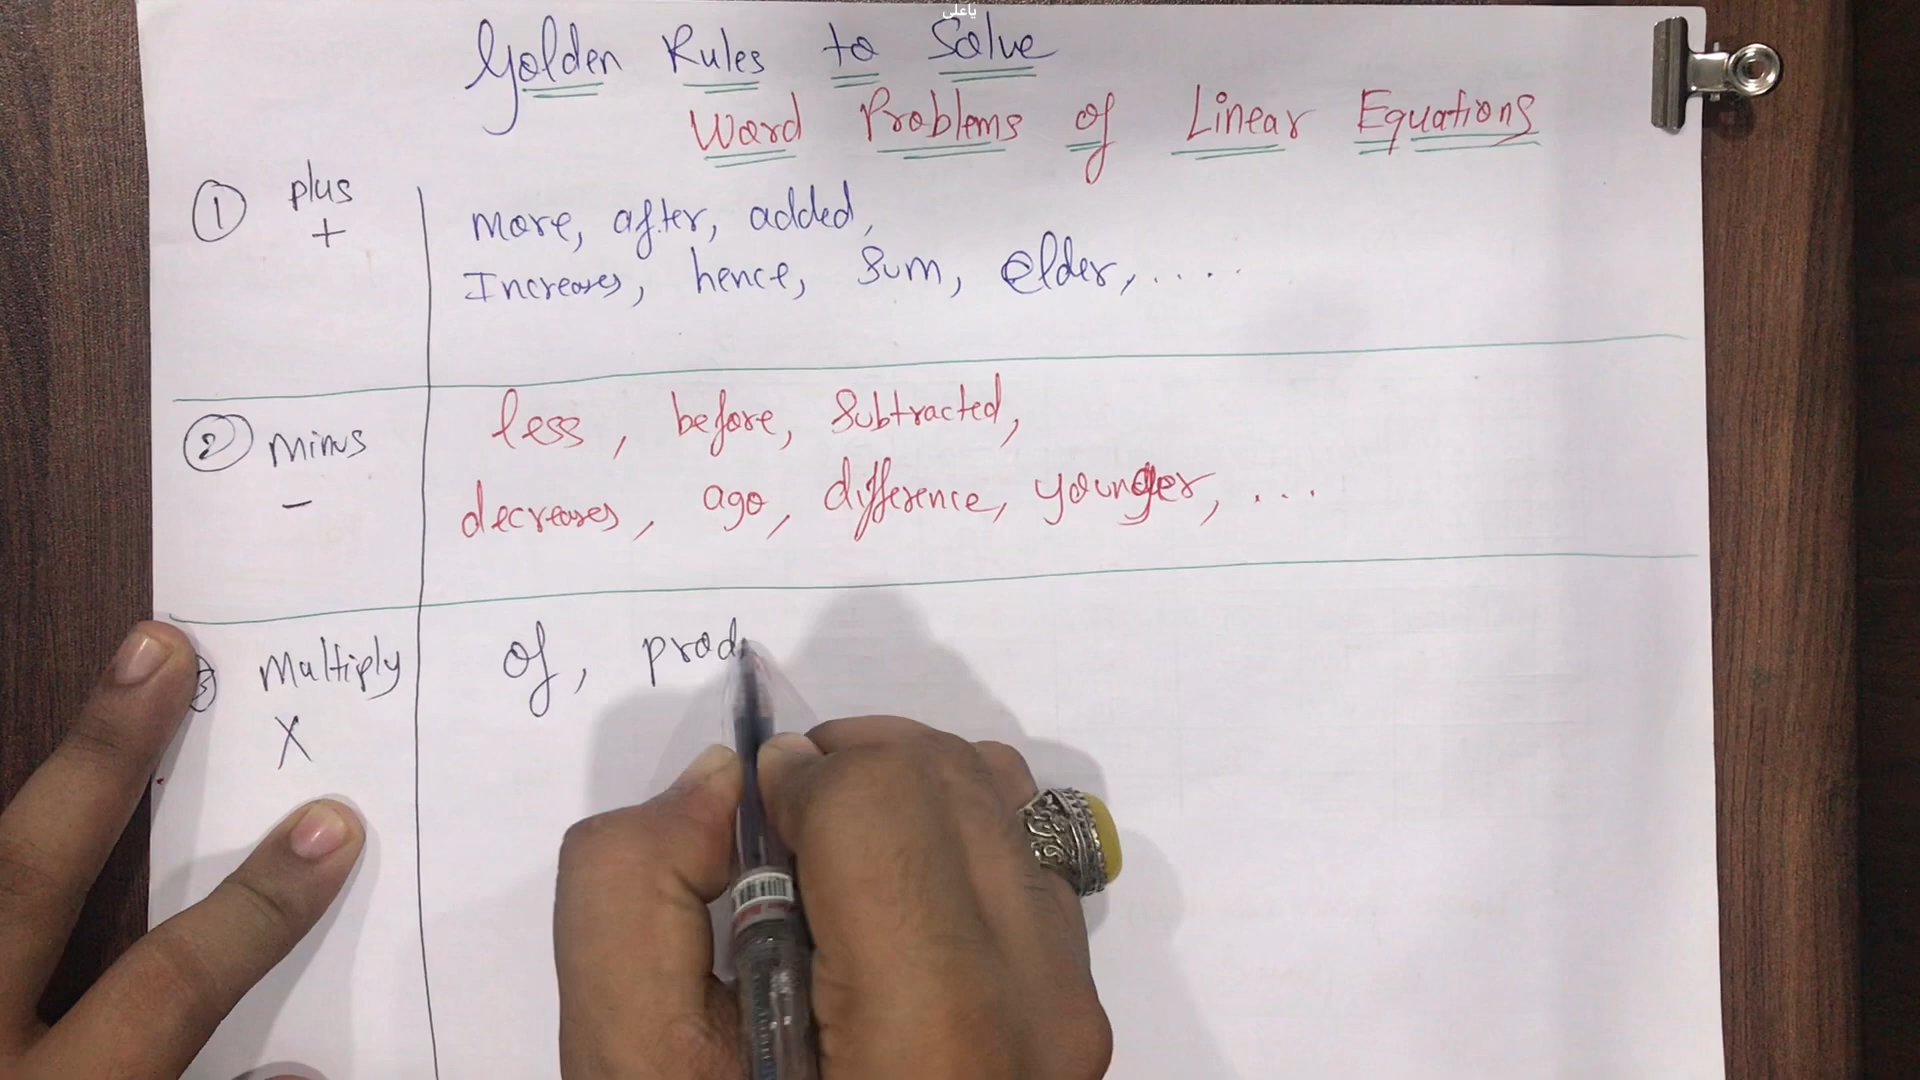 ياعلى
Golden Rules to Solve
Word Problems of Linear Equations
① plus
+
more, after, added,
Increases, hence, Sum, elder, .....
② minus
−
less, before, Subtracted,
decreases, ago, difference, younger, ...
3 Multiply
X
of, prod